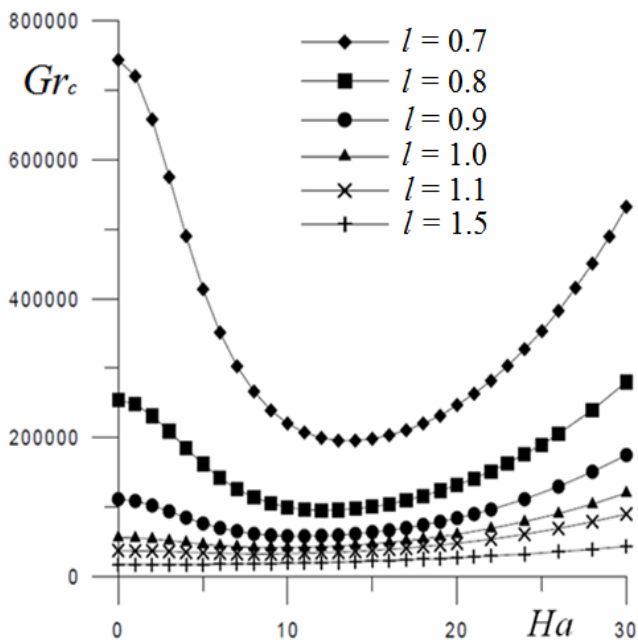 800000
Grc
600000
400000
200000
0
l = 0.7
l = 0.8
l = 0.9
l = 1.0
l = 1.1
l = 1.5
0 10 20 30
Ha